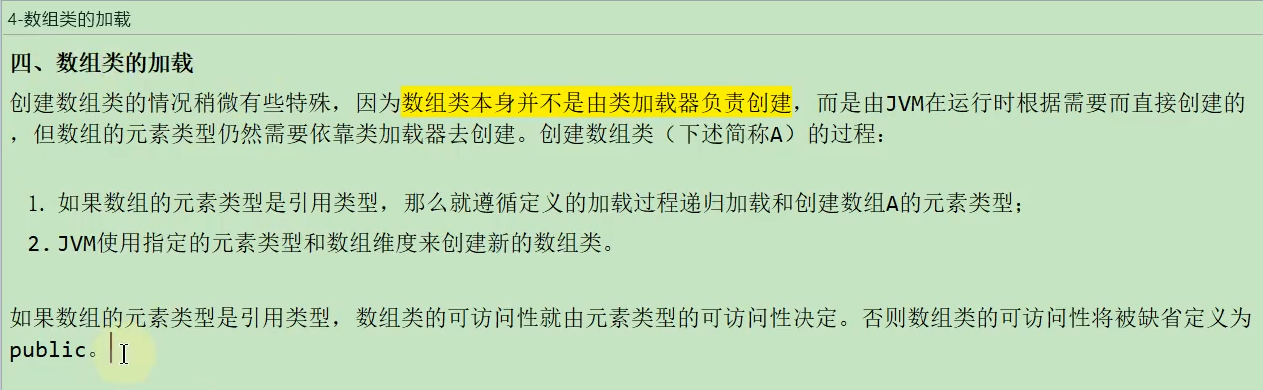 4-数组类的加载
四、数组类的加载
创建数组类的情况稍微有些特殊，因为数组类本身并不是由类加载器负责创建，而是由JVM在运行时根据需要而直接创建的
，但数组的元素类型仍然需要依靠类加载器去创建。创建数组类（下述简称A）的过程：
1. 如果数组的元素类型是引用类型，那么就遵循定义的加载过程递归加载和创建数组A的元素类型；
2. JVM使用指定的元素类型和数组维度来创建新的数组类。
如果数组的元素类型是引用类型，数组类的可访问性就由元素类型的可访问性决定。否则数组类的可访问性将被缺省定义为
public。